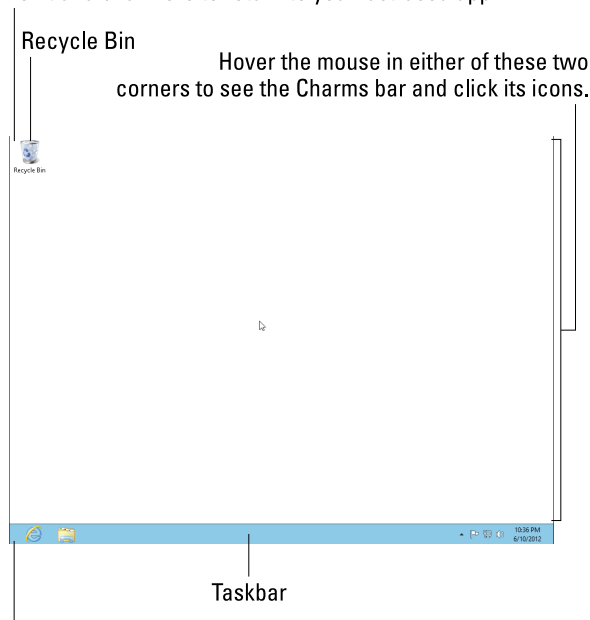 Recycle Bin
Hover the mouse in either of these two
corners to see the Charms bar and click its icons.
Recycle Bin
10:36 PM
6/10/2012
Taskbar